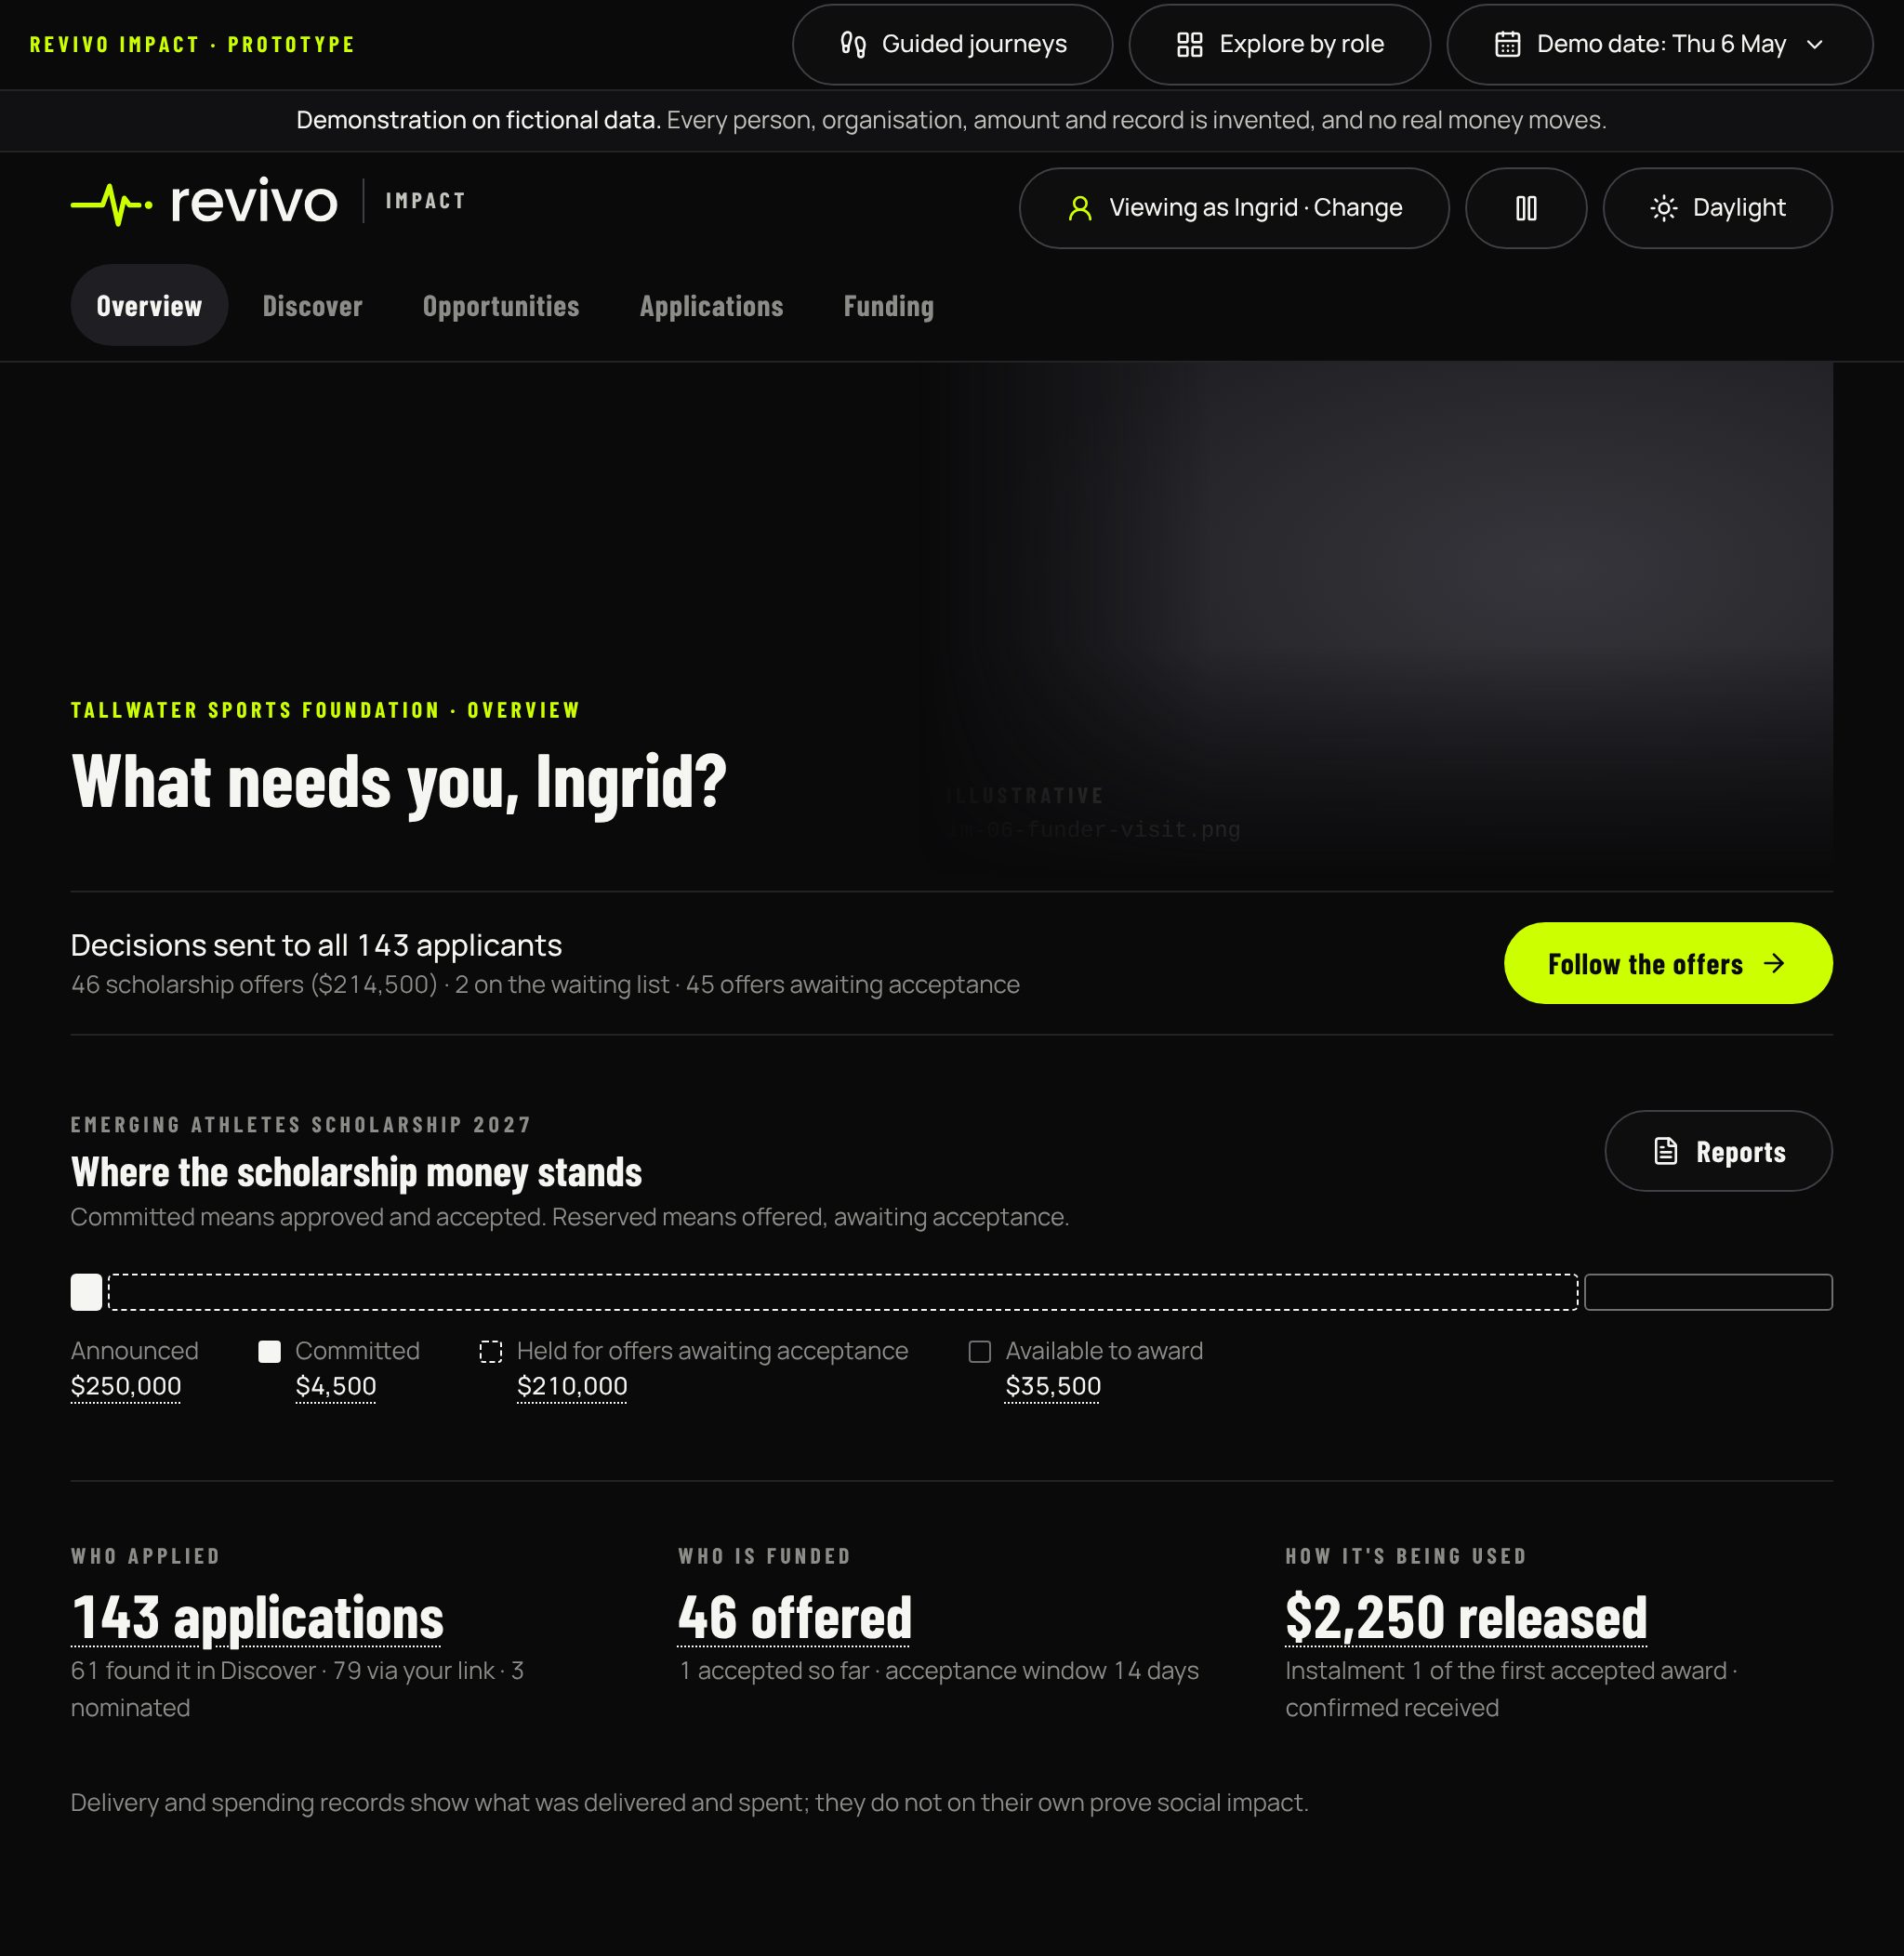 REVIVO IMPACT · PROTOTYPE
Guided journeys
Explore by role
Demo date: Thu 6 May
Demonstration on fictional data. Every person, organisation, amount and record is invented, and no real money moves.
revivo
IMPACT
Viewing as Ingrid · Change
Daylight
Overview
Discover
Opportunities
Applications
Funding
TALLWATER SPORTS FOUNDATION · OVERVIEW
What needs you, Ingrid?
ILLUSTRATIVE
-06-funder-visit.png
Decisions sent to all 143 applicants
46 scholarship offers ($214,500) · 2 on the waiting list · 45 offers awaiting acceptance
Follow the offers
EMERGING ATHLETES SCHOLARSHIP 2027
Where the scholarship money stands
Reports
Committed means approved and accepted. Reserved means offered, awaiting acceptance.
Announced
$250,000
Committed
$4,500
Held for offers awaiting acceptance
$210,000
Available to award
$35,500
WHO APPLIED
143 applications
61 found it in Discover · 79 via your link · 3
nominated
WHO IS FUNDED
46 offered
1 accepted so far · acceptance window 14 days
HOW IT'S BEING USED
$2,250 released
Instalment 1 of the first accepted award ·
confirmed received
Delivery and spending records show what was delivered and spent; they do not on their own prove social impact.